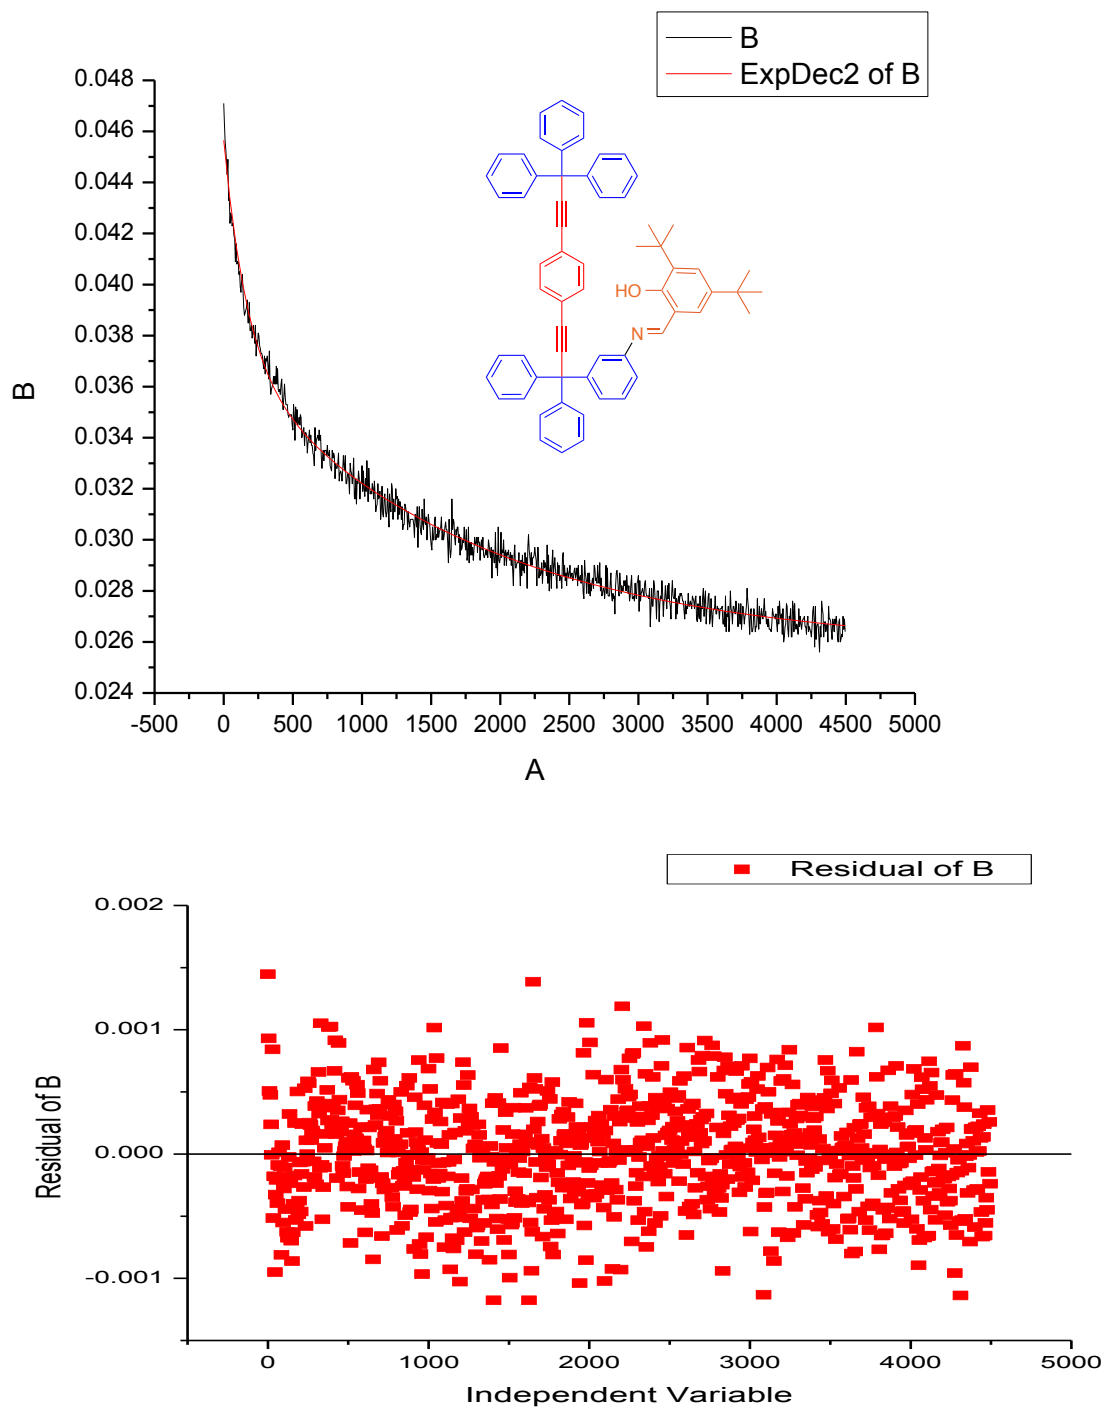 B
ExpDec2 of B
0.048
0.046
0.044
0.042
0.040
0.038
0.036
0.034
0.032
0.030
0.028
0.026
0.024
B
HO
N
-500 0 500 1000 1500 2000 2500 3000 3500 4000 4500 5000
A
Residual of B
0.002
0.001
0.000
-0.001
Residual of B
0 1000 2000 3000 4000 5000
Independent Variable